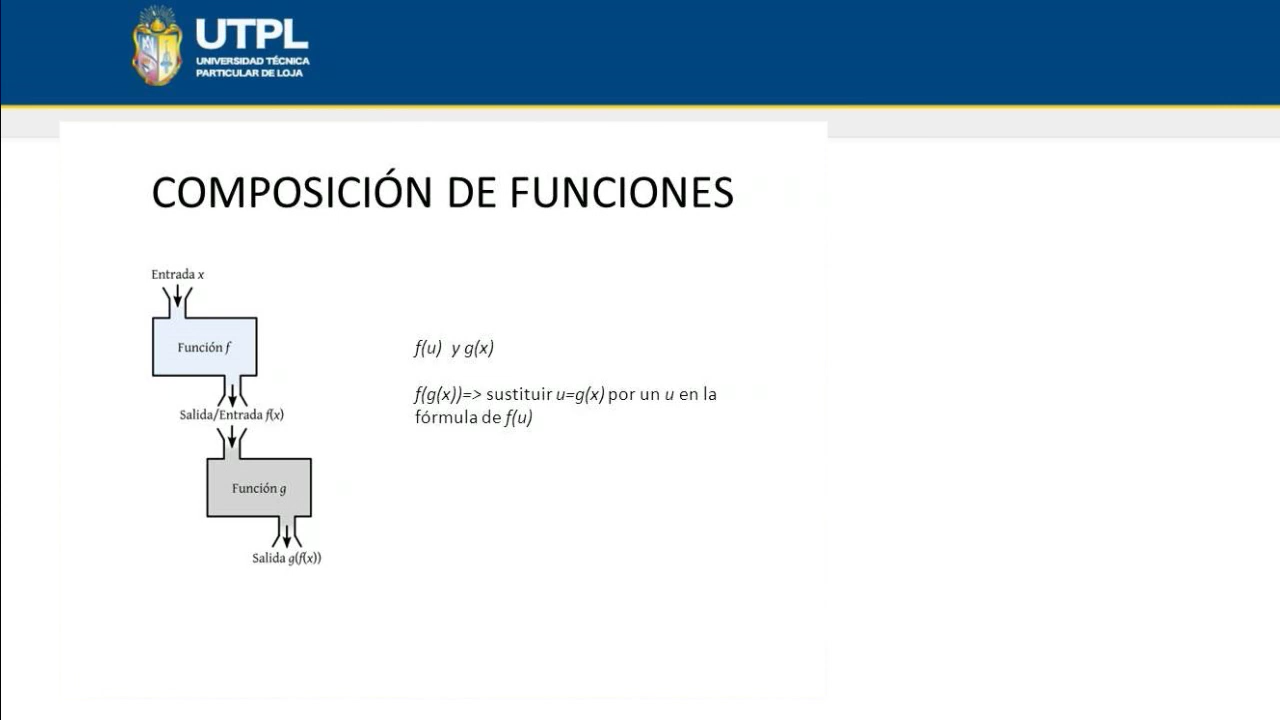 UTPL
UNIVERSIDAD TÉCNICA
PARTICULAR DE LOJA
COMPOSICIÓN DE FUNCIONES
Entrada x
Función f
Salida/Entrada f(x)
Función g
Salida g(f(x))
f(u) y g(x)
f(g(x))=> sustituir u=g(x) por un u en la
fórmula de f(u)